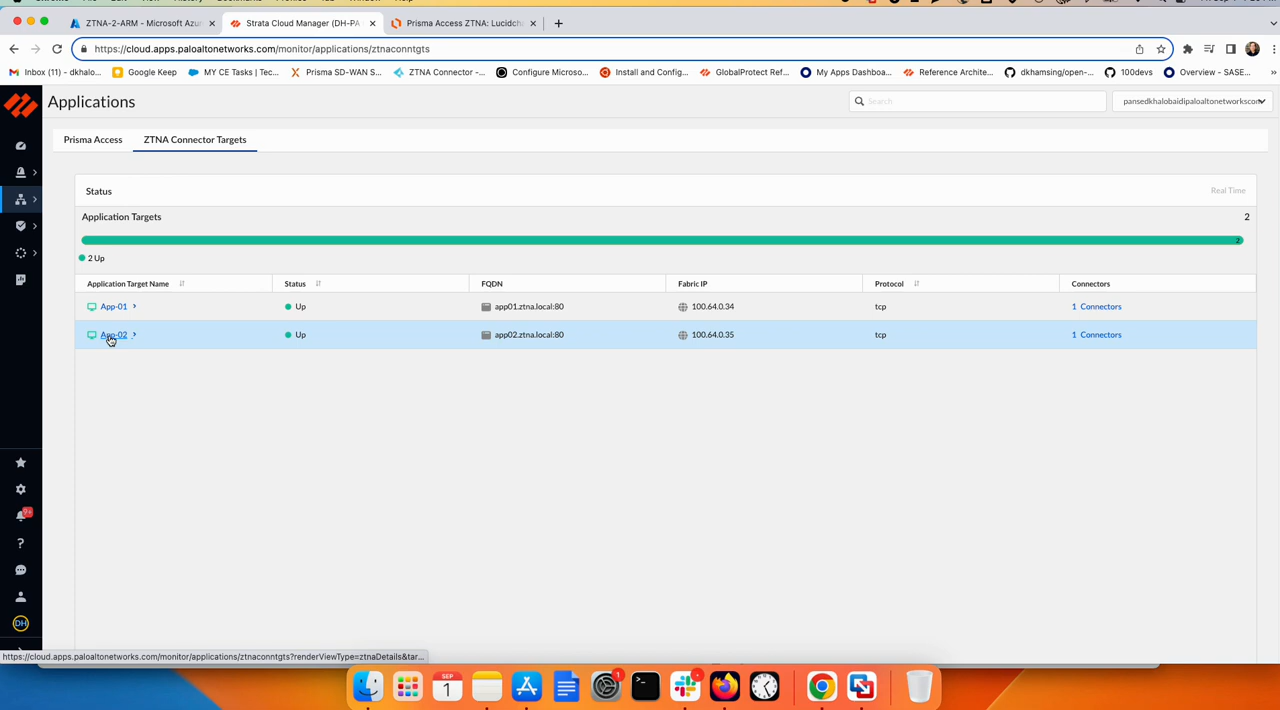 ZTNA-2-ARM - Microsoft Azu
Strata Cloud Manager (DH-PA
Prisma Access ZTNA: Lucidch
https://cloud.apps.paloaltonetworks.com/monitor/applications/ztnaconntgts
Inbox (11) - dkhalo...
Google Keep
MY CE Tasks | Tec...
Prisma SD-WAN S...
ZTNA Connector -...
Configure Microso...
Install and Config...
GlobalProtect Ref...
My Apps Dashboa...
Reference Archite...
dkhamsing/open-...
100devs
Overview - SASE...
»
Applications
Search
pansedkhalobaidipaloaltonetworkscom
Prisma Access
ZTNA Connector Targets
Status
Real Time
Application Targets
2
2
2 Up
Application Target Name Status FQDN Fabric IP Protocol Connectors
App-01 Up app01.ztna.local:80 100.64.0.34 tcp 1 Connectors
App-02 Up app02.ztna.local:80 100.64.0.35 tcp 1 Connectors
9+
?
DH
https://cloud.apps.paloaltonetworks.com/monitor/applications/ztnaconntgts?renderViewType=ztnaDetails&tar...
SEP
1
1